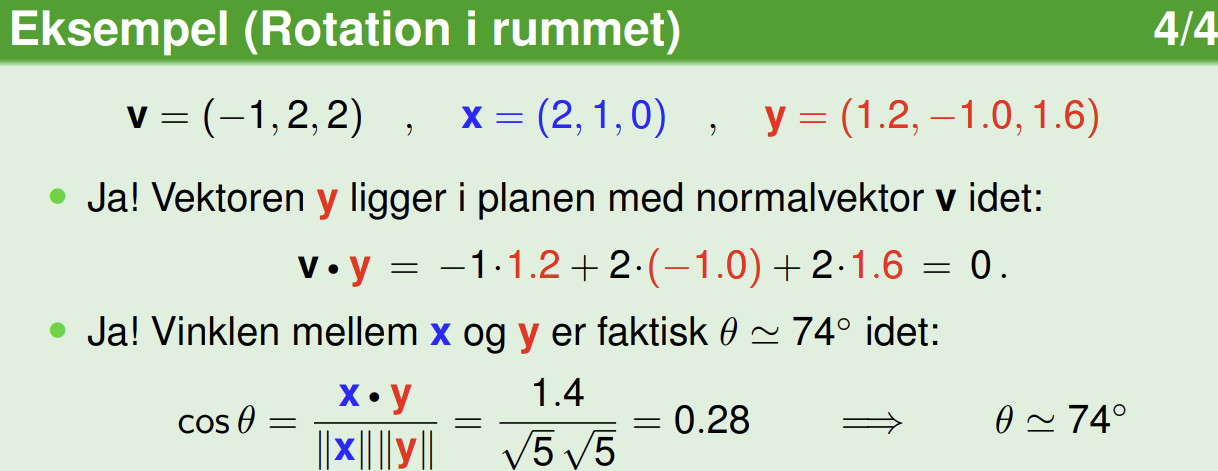 Eksempel (Rotation i rummet) 4/4
v = (−1, 2, 2) , x = (2, 1, 0) , y = (1.2, −1.0, 1.6)
• Ja! Vektoren y ligger i planen med normalvektor v idet:
v • y = −1·1.2 + 2·(−1.0) + 2·1.6 = 0.
• Ja! Vinklen mellem x og y er faktisk θ ≃ 74° idet:
cos θ = x • y / ‖x‖‖y‖ = 1.4 / √5 √5 = 0.28 ⟹ θ ≃ 74°